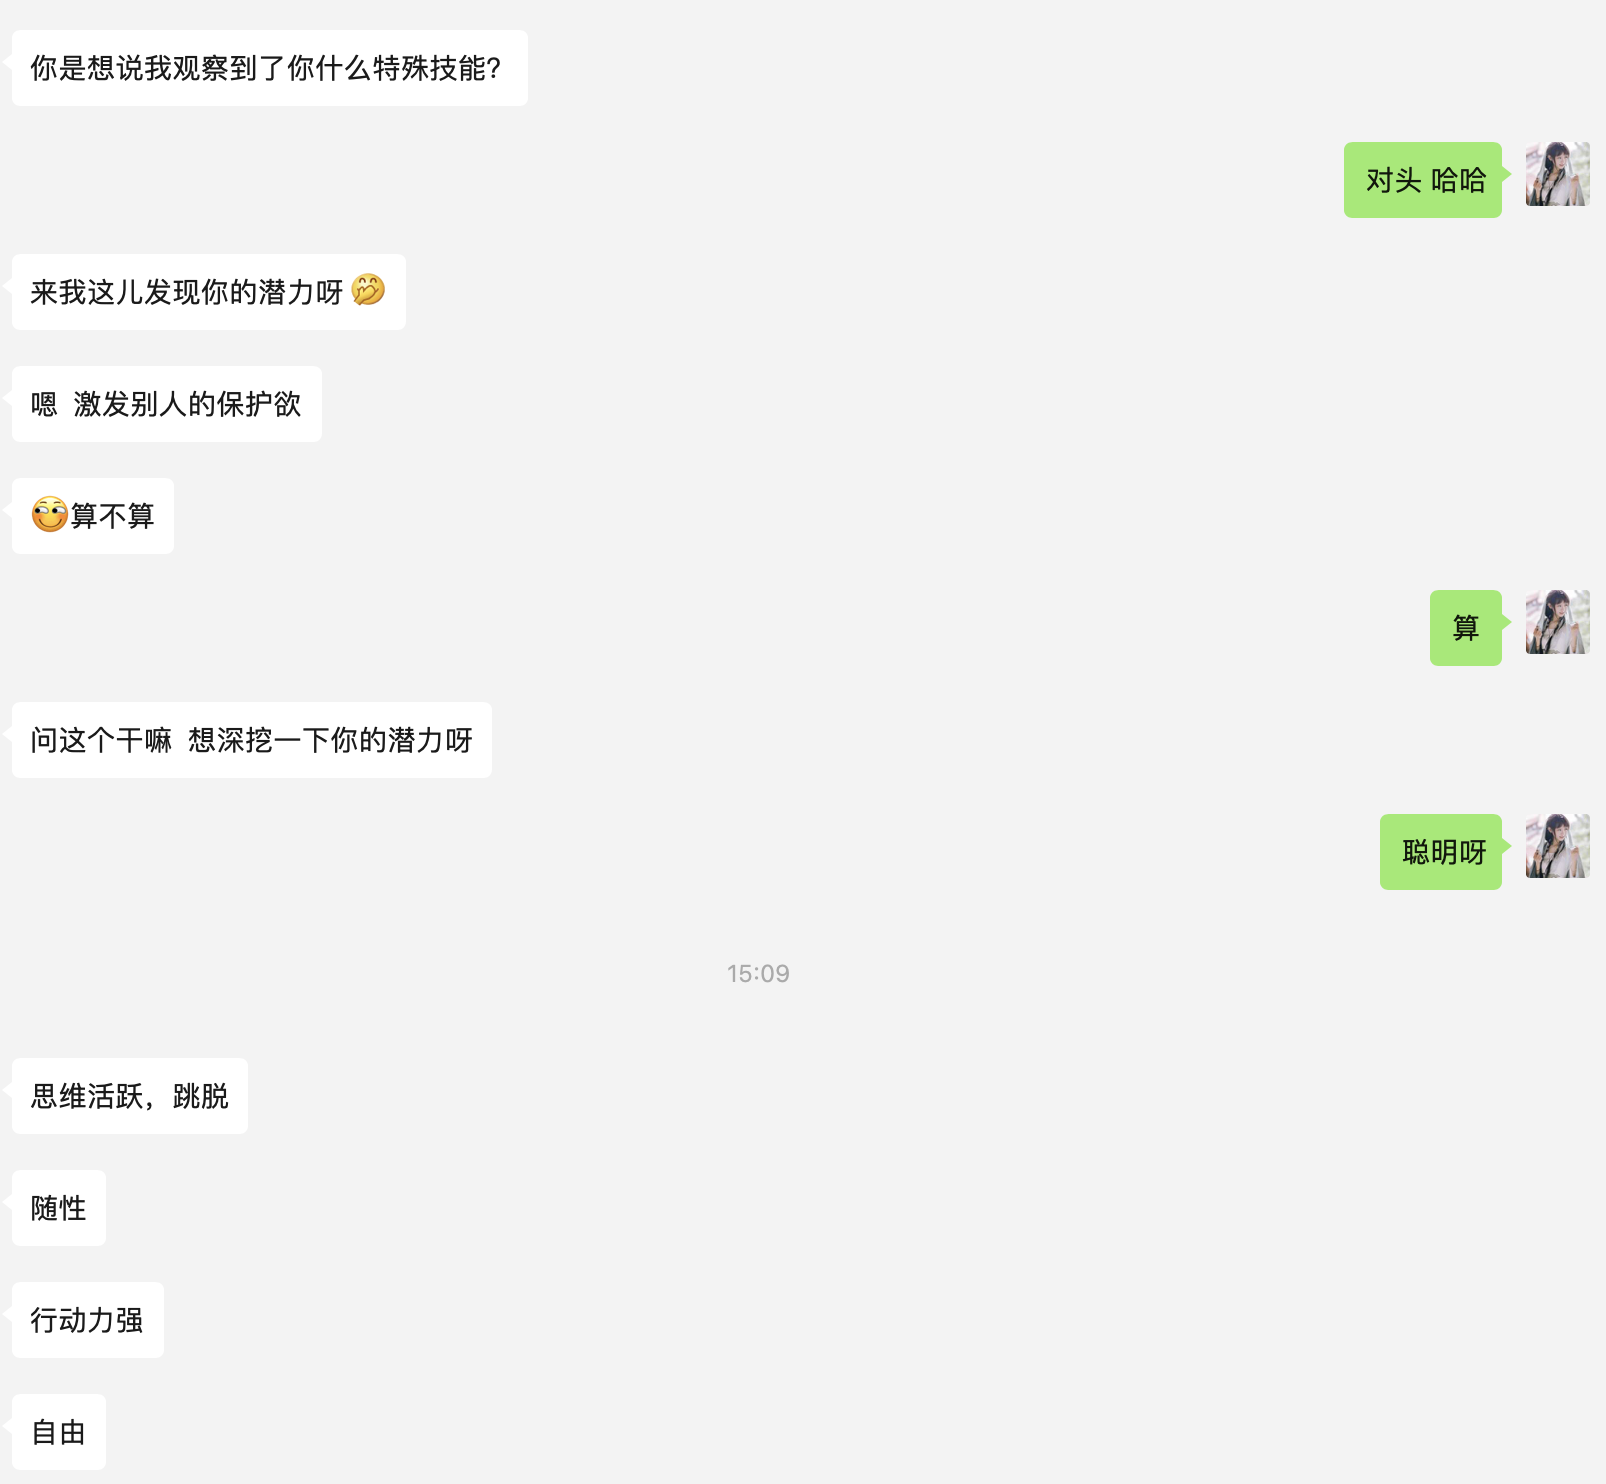 你是想说我观察到了你什么特殊技能？
对头 哈哈
来我这儿发现你的潜力呀
嗯 激发别人的保护欲
算不算
算
问这个干嘛 想深挖一下你的潜力呀
聪明呀
15:09
思维活跃，跳脱
随性
行动力强
自由